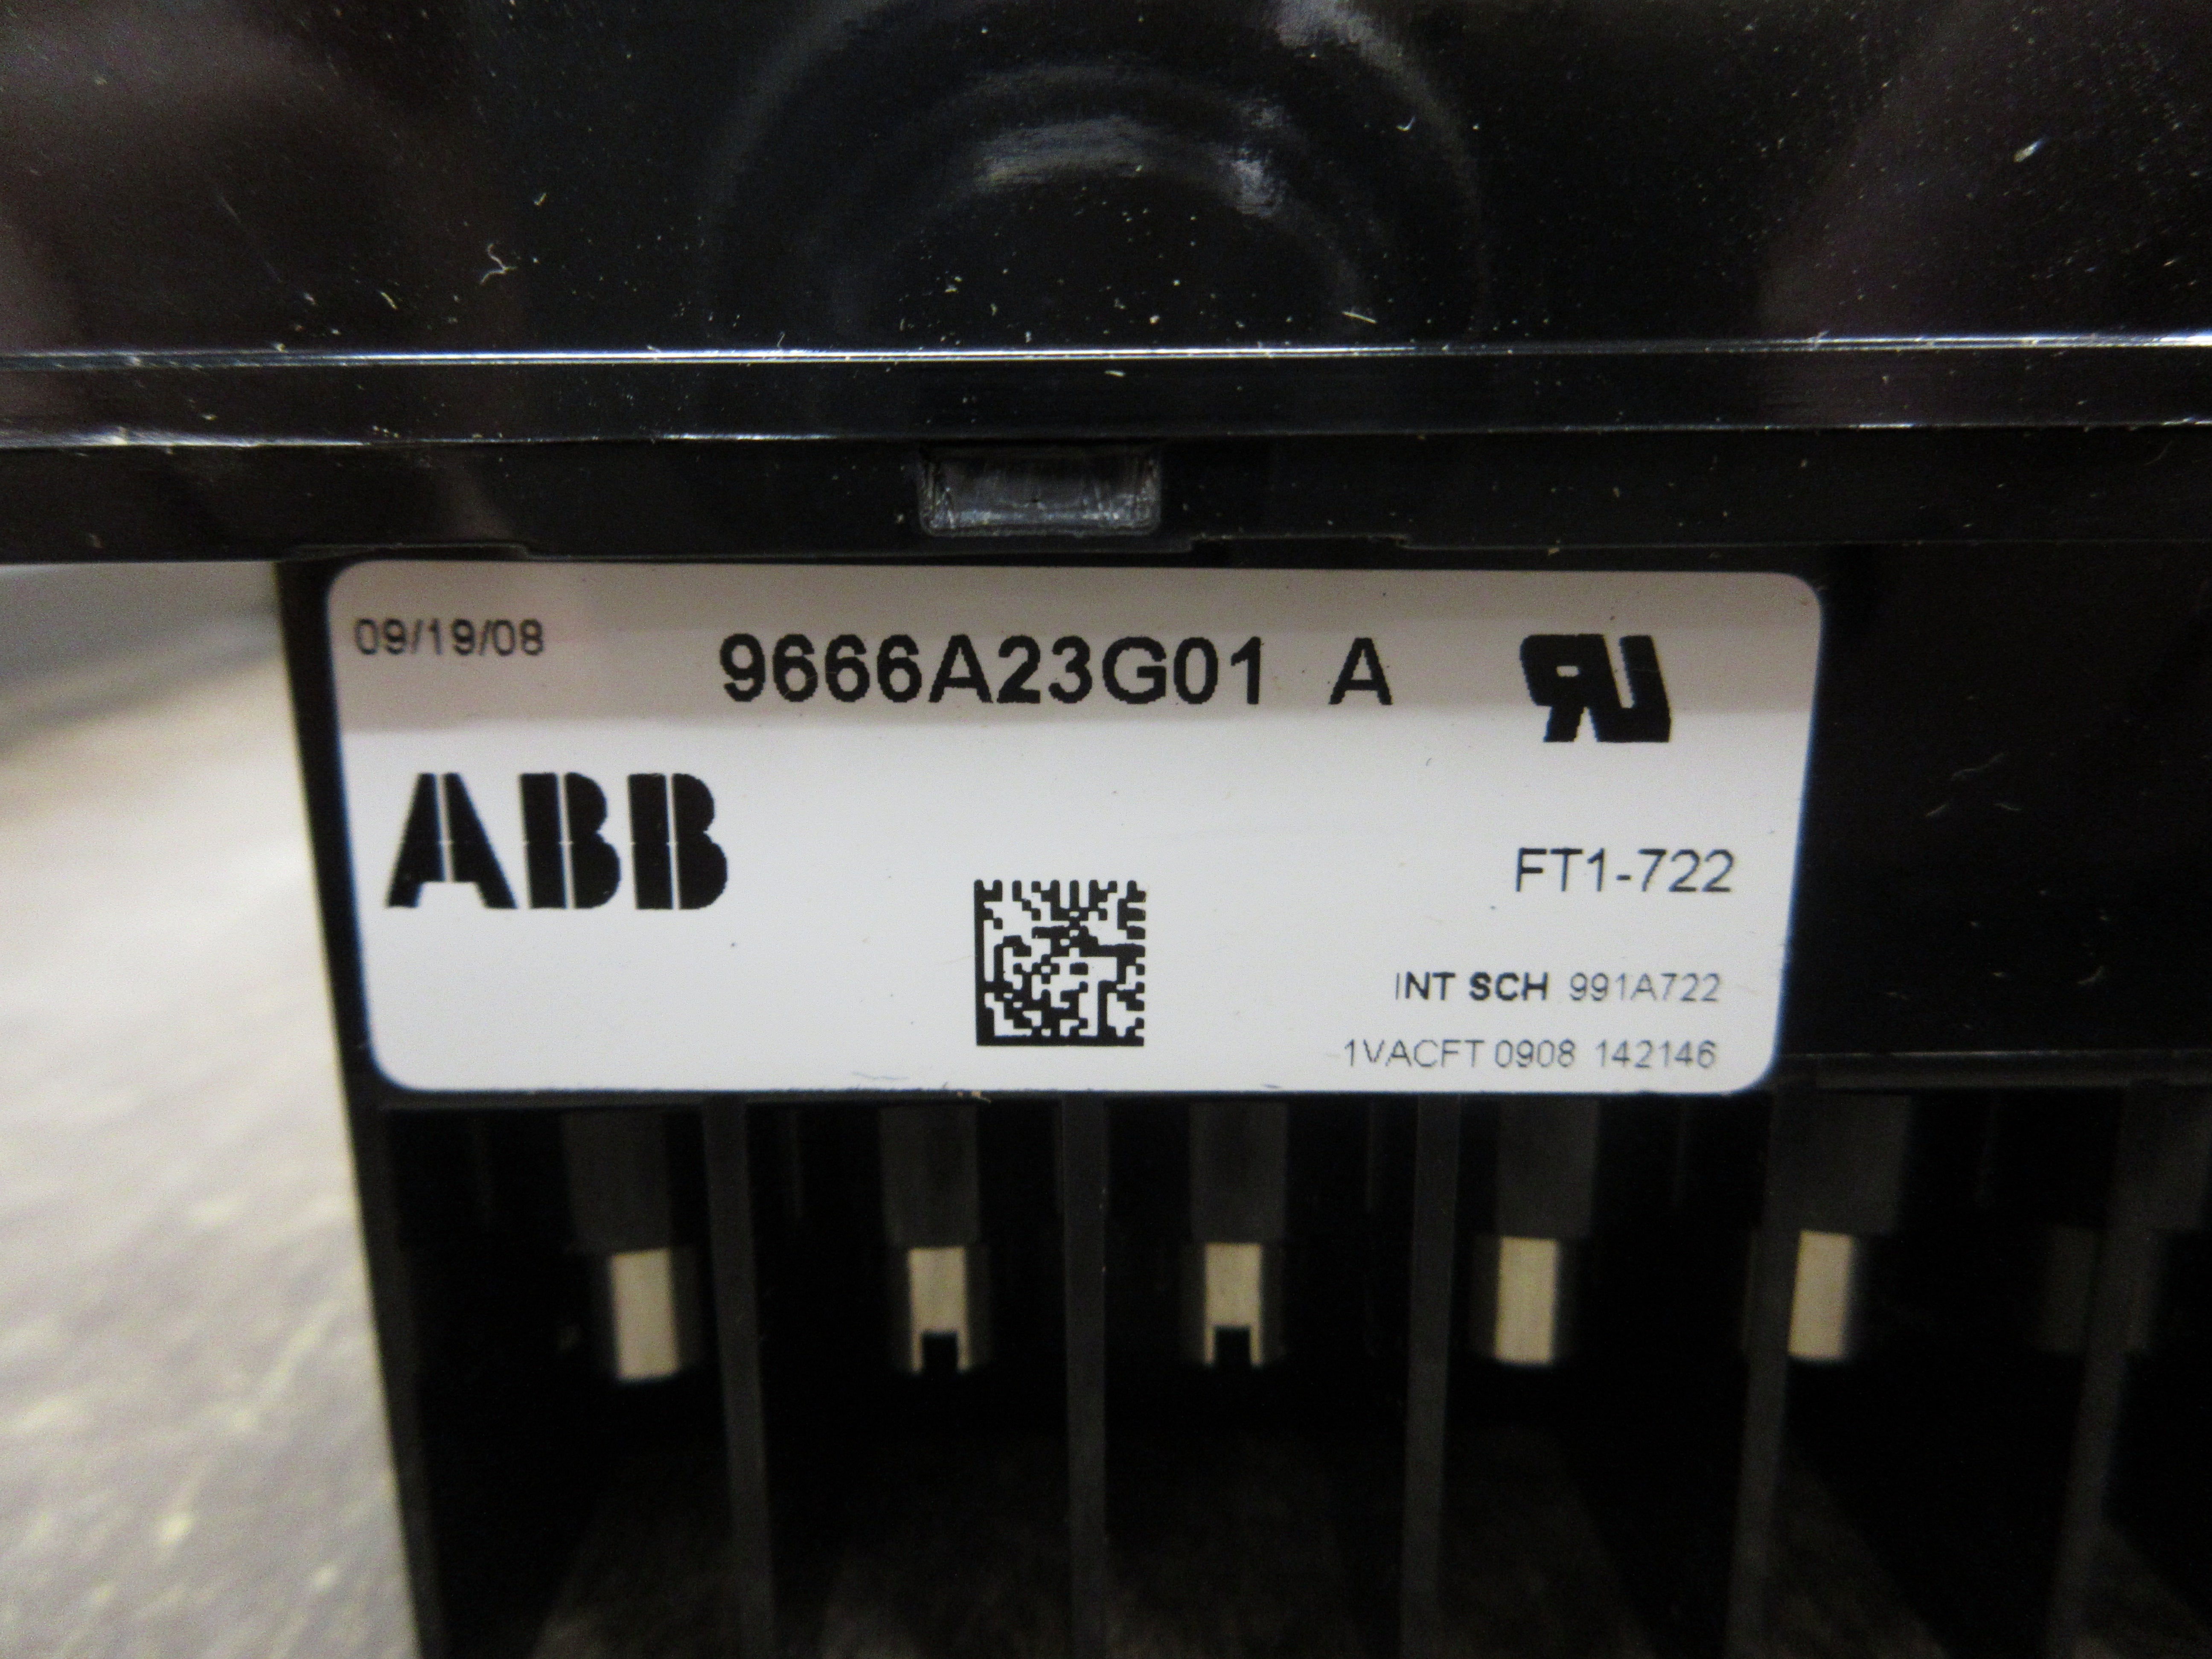 09/19/08
9666A23G01 A
ABB
FT1-722
INT SCH 991A722
1VACFT 0908 142146